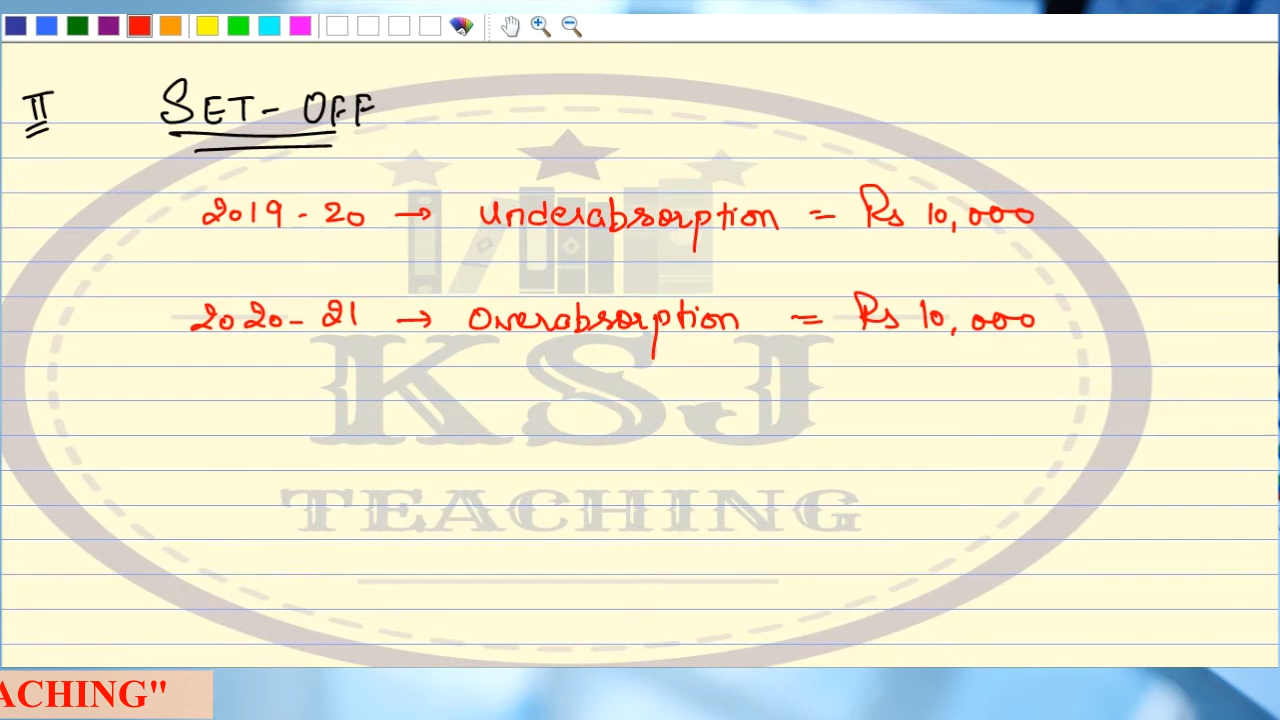 II SET-OFF
2019-20 → Underabsorption = Rs 10,000
2020-21 → Overabsorption = Rs 10,000
KSJ
TEACHING
ACHING"